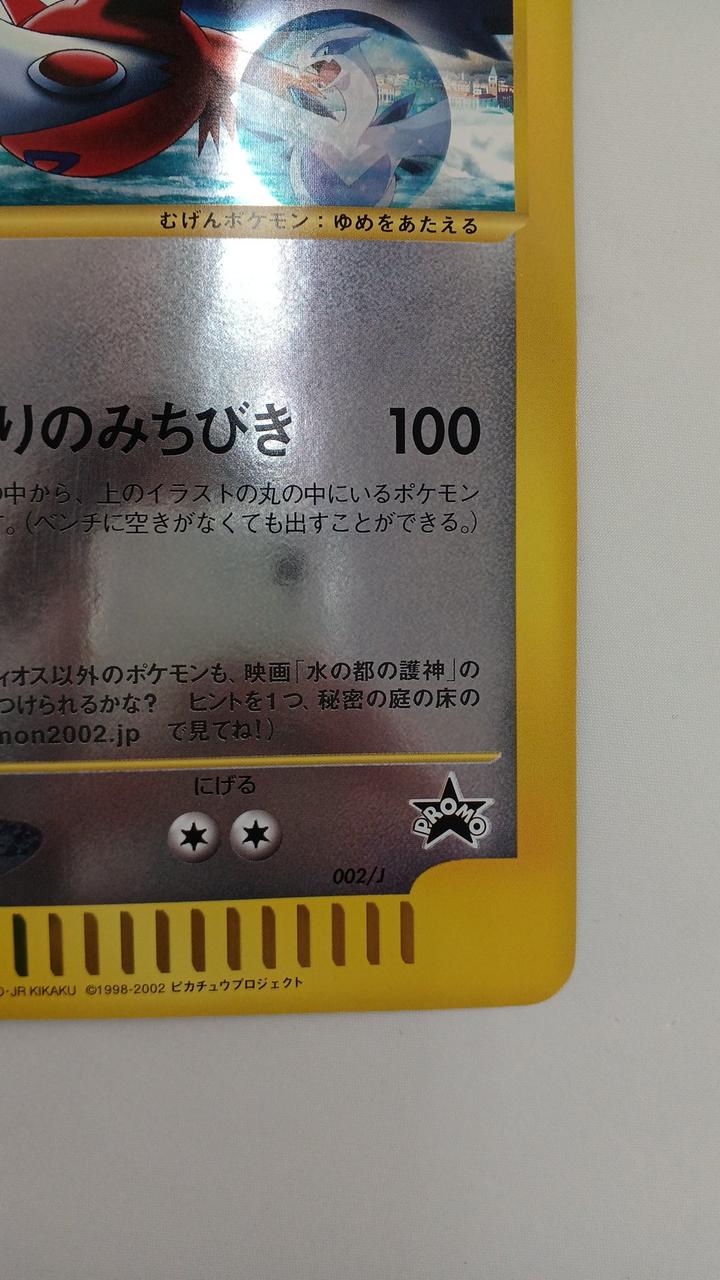 むげんポケモン：ゆめをあたえる
りのみちびき 100
中から、上のイラストの丸の中にいるポケモン
す。（ベンチに空きがなくても出すことができる。）
ィオス以外のポケモンも、映画「水の都の護神」の
つけられるかな？ ヒントを1つ、秘密の庭の床の
mon2002.jp で見てね！）
にげる
PROMO
002/J
JR KIKAKU ©1998-2002 ピカチュウプロジェクト